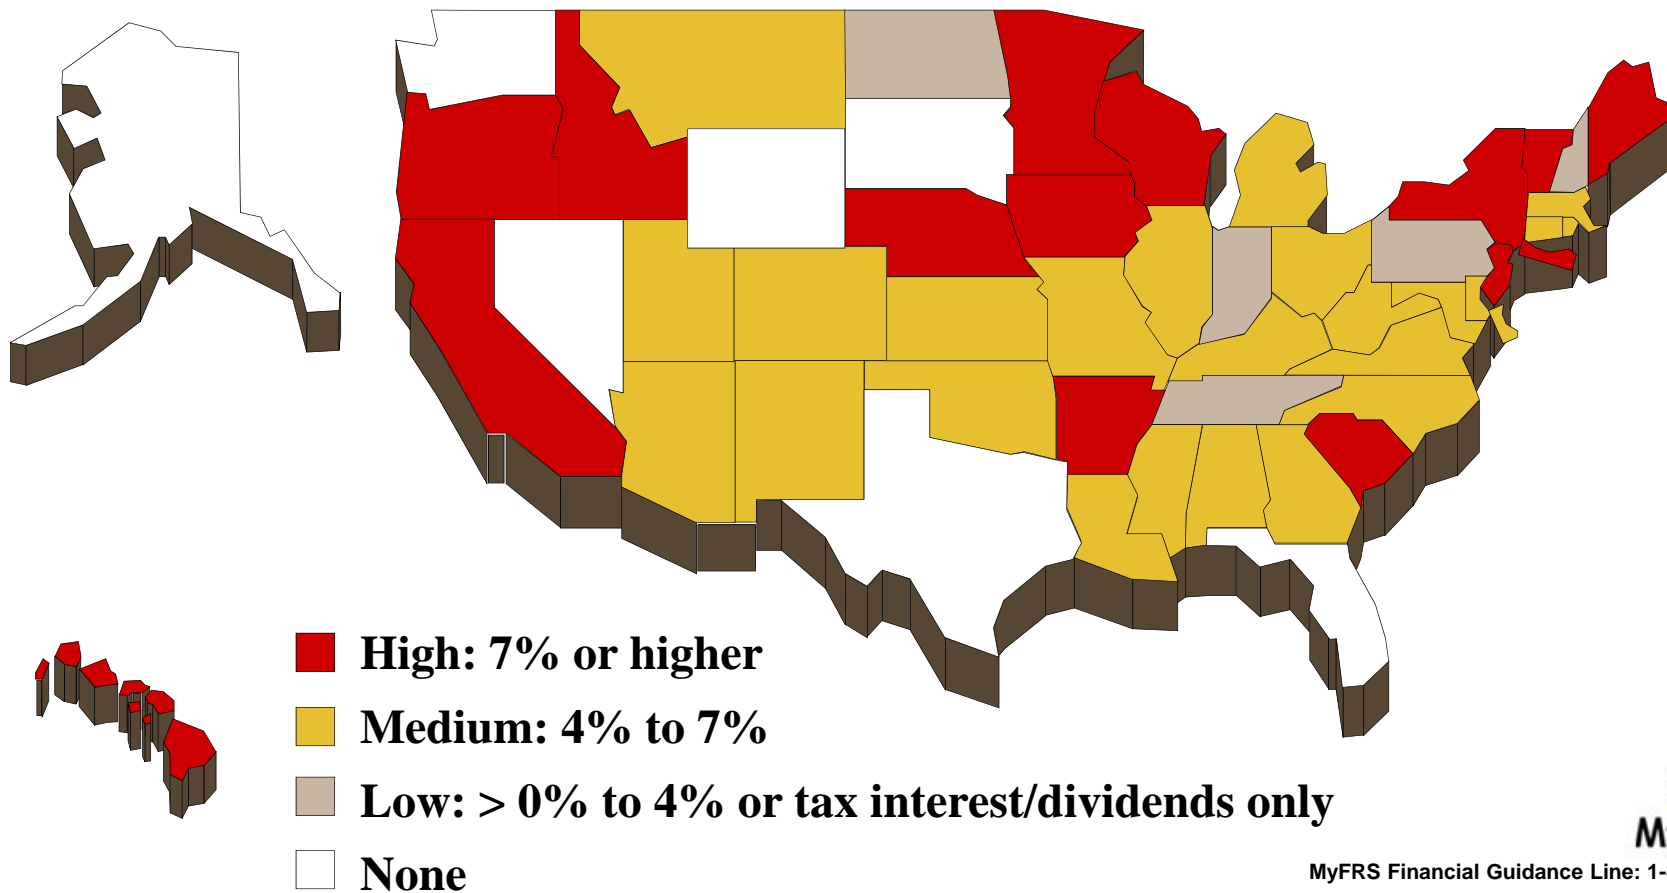 High: 7% or higher
Medium: 4% to 7%
Low: > 0% to 4% or tax interest/dividends only
None
MyFRS Financial Guidance Line: 1-